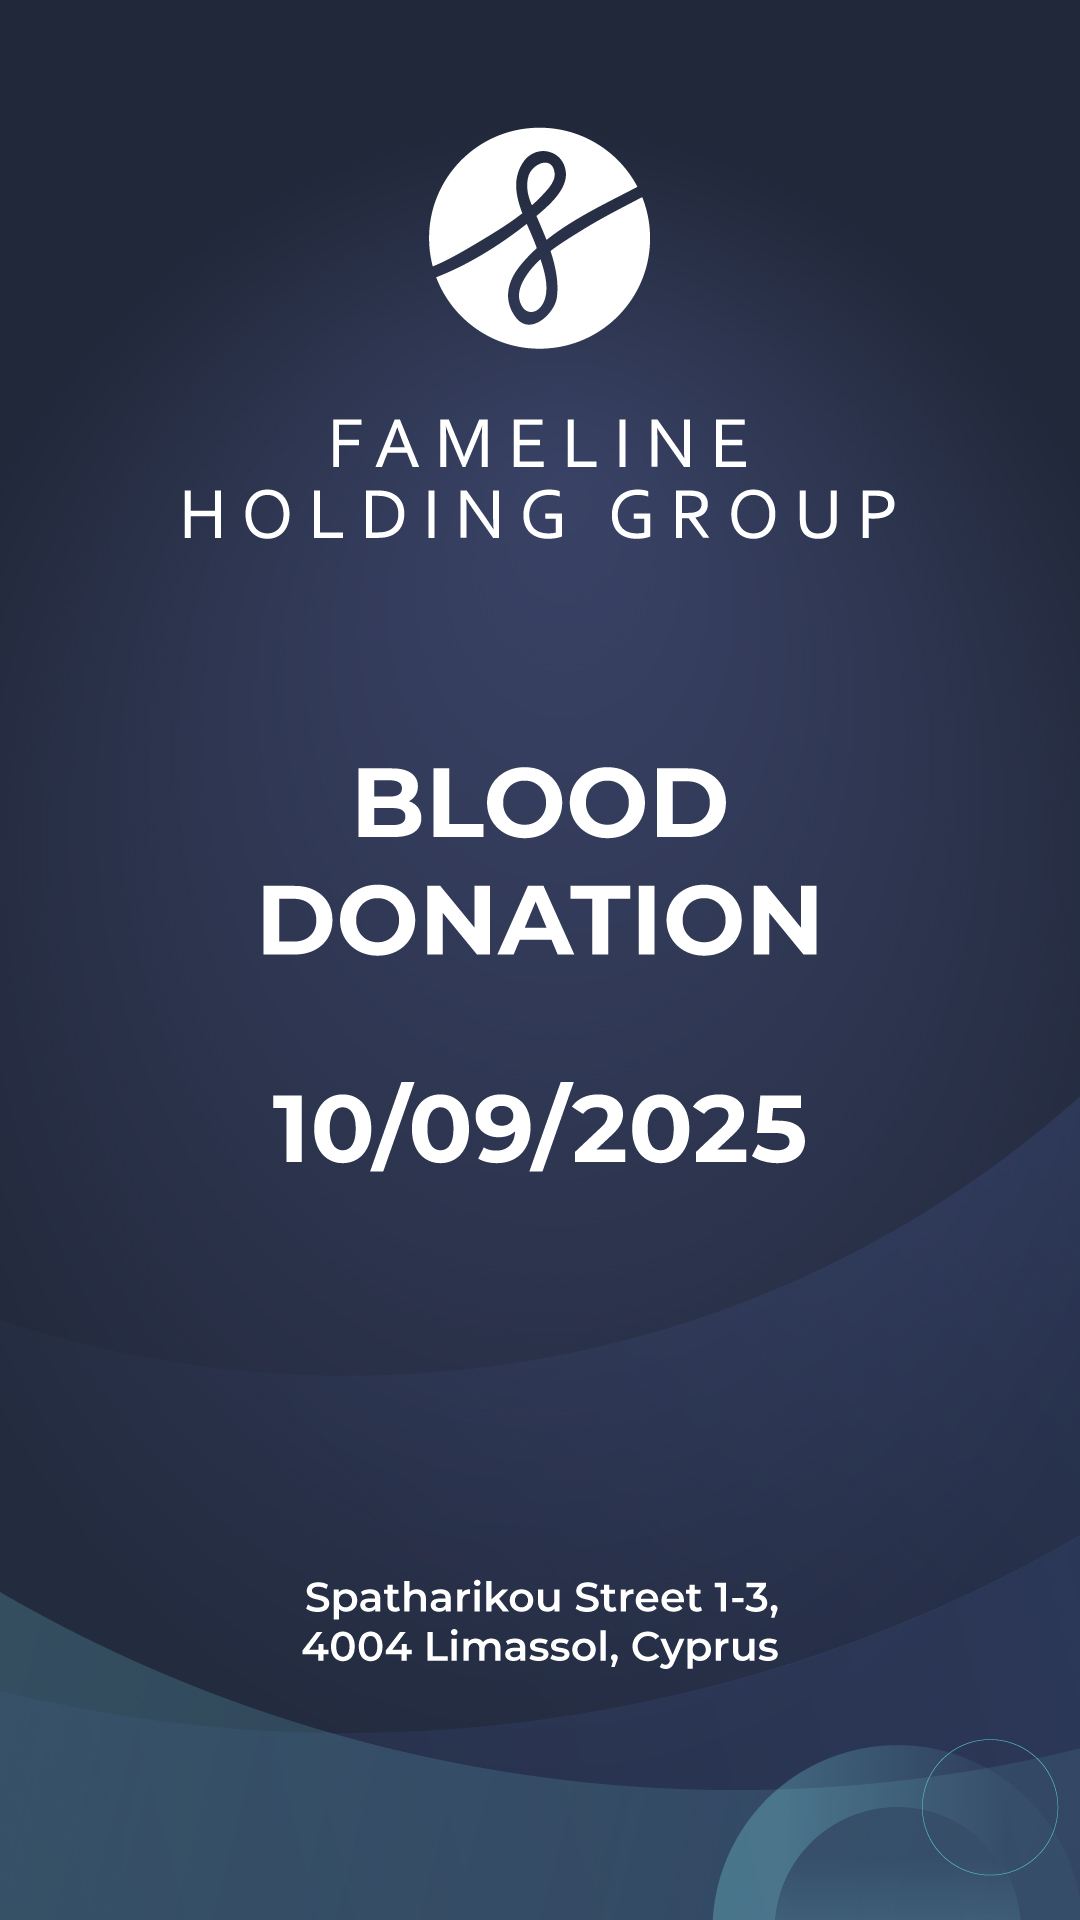 FAMELINE
HOLDING GROUP
BLOOD
DONATION
10/09/2025
Spatharikou Street 1-3,
4004 Limassol, Cyprus